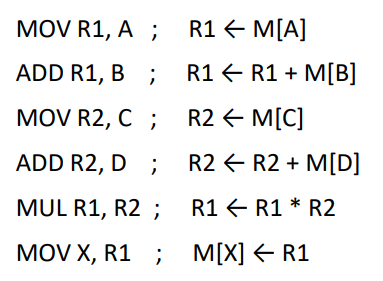 MOV R1, A ; R1 ← M[A]
ADD R1, B ; R1 ← R1 + M[B]
MOV R2, C ; R2 ← M[C]
ADD R2, D ; R2 ← R2 + M[D]
MUL R1, R2 ; R1 ← R1 * R2
MOV X, R1 ; M[X] ← R1